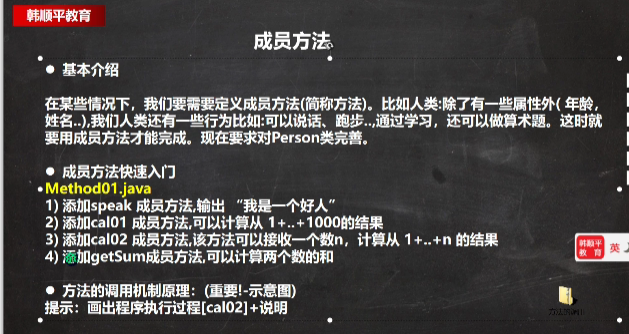 韩顺平教育
成员方法
● 基本介绍
在某些情况下，我们要需要定义成员方法(简称方法)。比如人类:除了有一些属性外( 年龄，
姓名..),我们人类还有一些行为比如:可以说话、跑步..,通过学习，还可以做算术题。这时就
要用成员方法才能完成。现在要求对Person类完善。
● 成员方法快速入门
Method01.java
1) 添加speak 成员方法,输出 “我是一个好人”
2) 添加cal01 成员方法,可以计算从 1+..+1000的结果
3) 添加cal02 成员方法,该方法可以接收一个数n，计算从 1+..+n 的结果
韩顺平
教 育
英
4) 添加getSum成员方法,可以计算两个数的和
● 方法的调用机制原理：(重要!-示意图)
提示：画出程序执行过程[cal02]+说明